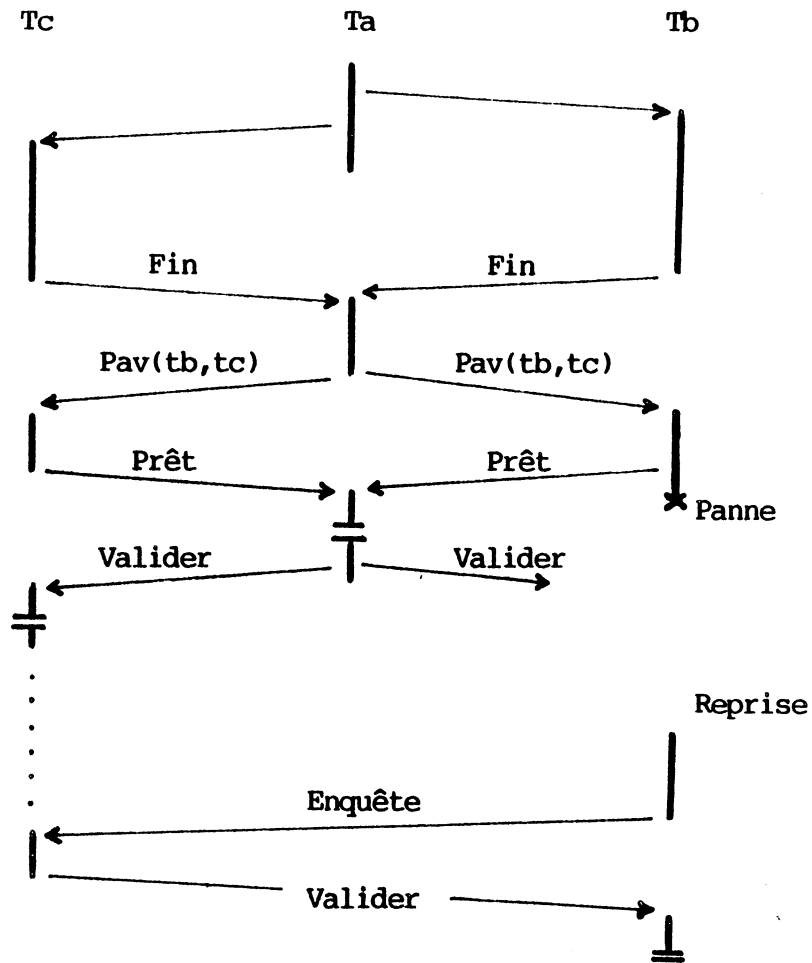 Tc Ta Tb
Fin Fin
Pav(tb,tc) Pav(tb,tc)
Prêt Prêt
Panne
Valider Valider
Reprise
Enquête
Valider